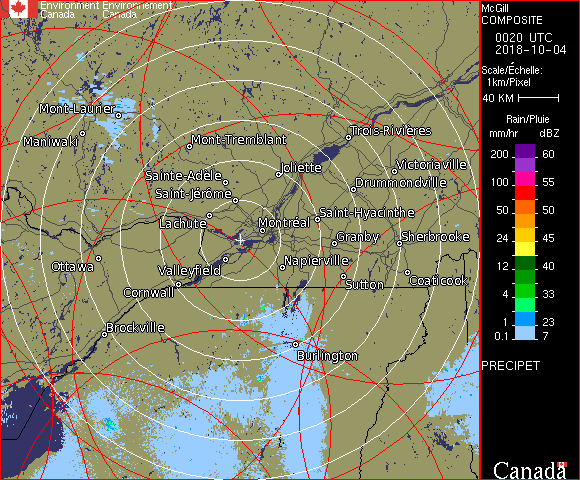 Environment Environnement
Canada Canada
McGill
COMPOSITE
0020 UTC
2018-10-04
Scale/Échelle:
1km/Pixel
40 KM
Rain/Pluie
mm/hr dBZ
200 60
150 57
100 55
50 50
24 45
12 40
4 33
1 23
0.1 7
PRECIPET
Canada
Mont-Laurier
Maniwaki
Mont-Tremblant
Trois-Rivières
Sainte-Adèle
Joliette
Victoriaville
Saint-Jérôme
Drummondville
Lachute
Montréal
Saint-Hyacinthe
Granby
Sherbrooke
Ottawa
Valleyfield
Napierville
Cornwall
Sutton
Coaticook
Brockville
Burlington